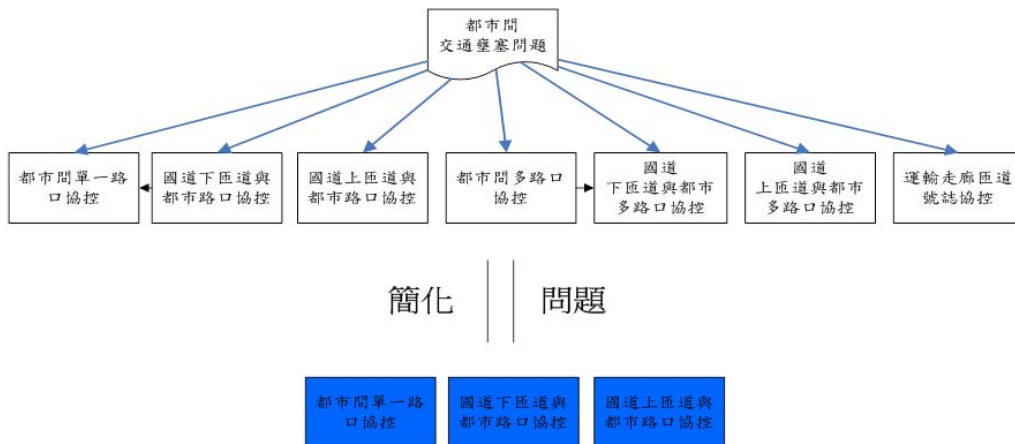 都市間
交通壅塞問題
都市間單一路
口協控
國道下匝道與
都市路口協控
國道上匝道與
都市路口協控
都市間多路口
協控
國道
下匝道與都市
多路口協控
國道
上匝道與都市
多路口協控
運輸走廊匝道
號誌協控
簡化
問題
都市間單一路
口協控
國道下匝道與
都市路口協控
國道上匝道與
都市路口協控